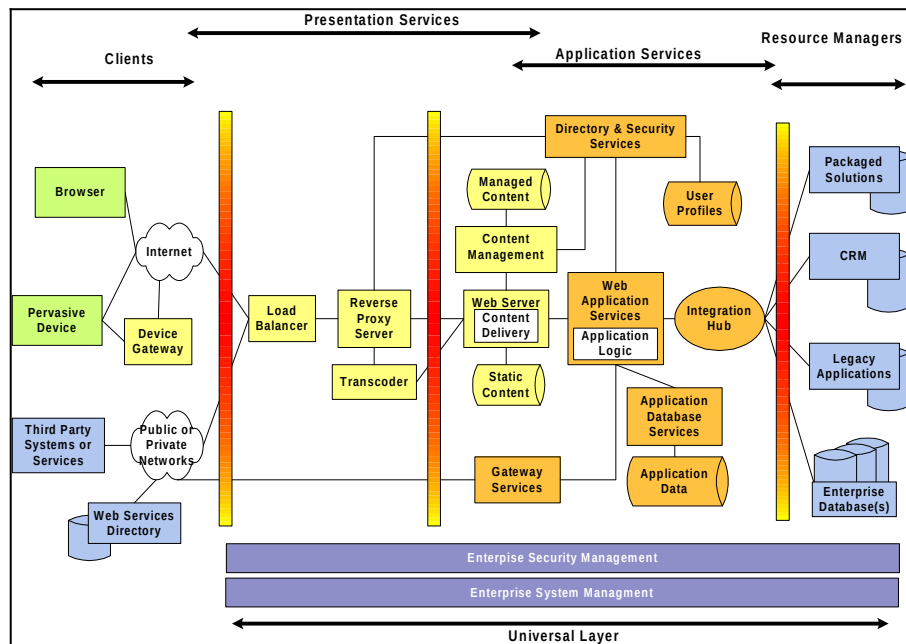 Presentation Services
Clients
Application Services
Resource Managers
Directory & Security
Services
Managed
Content
User
Profiles
Packaged
Solutions
Browser
Internet
Content
Management
CRM
Pervasive
Device
Device
Gateway
Load
Balancer
Reverse
Proxy
Server
Web Server
Content
Delivery
Web
Application
Services
Application
Logic
Integration
Hub
Transcoder
Static
Content
Legacy
Applications
Third Party
Systems or
Services
Public or
Private
Networks
Application
Database
Services
Gateway
Services
Application
Data
Enterprise
Database(s)
Web Services
Directory
Enterpise Security Management
Enterprise System Managment
Universal Layer